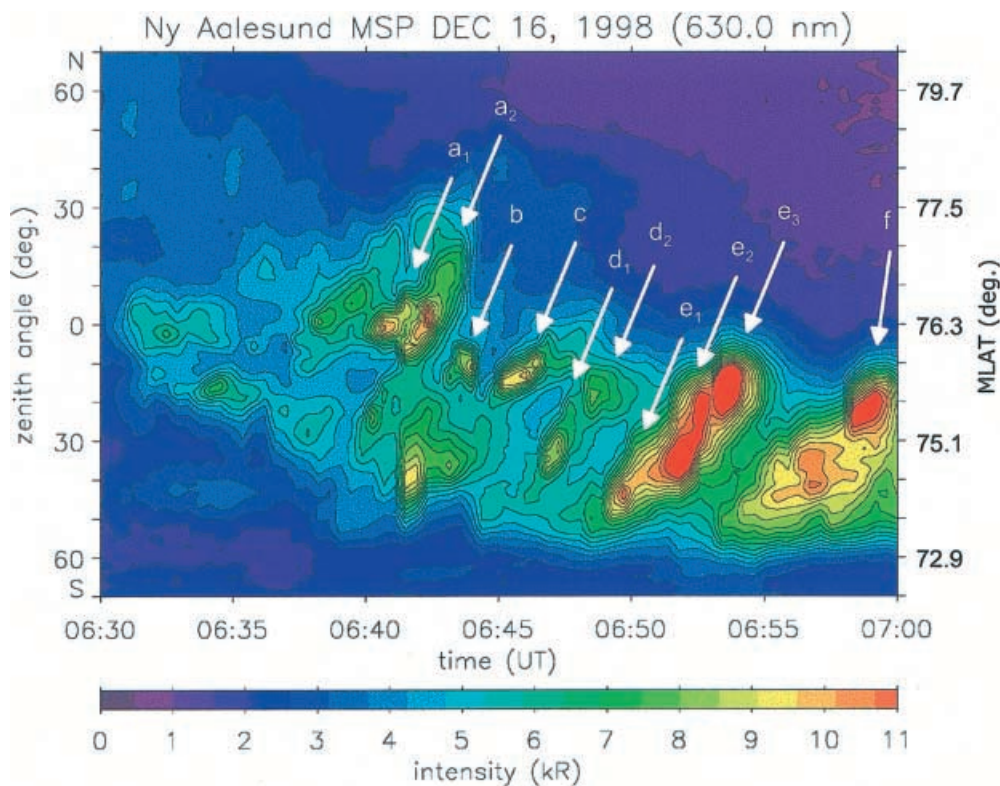 Ny Aalesund MSP DEC 16, 1998 (630.0 nm)
N
60
30
0
30
60
S
zenith angle (deg.)
79.7
77.5
76.3
75.1
72.9
MLAT (deg.)
a1
a2
b
c
d1
d2
e1
e2
e3
f
06:30 06:35 06:42 06:45 06:50 06:55 07:00
time (UT)
0 1 2 3 4 5 6 7 8 9 10 11
intensity (kR)